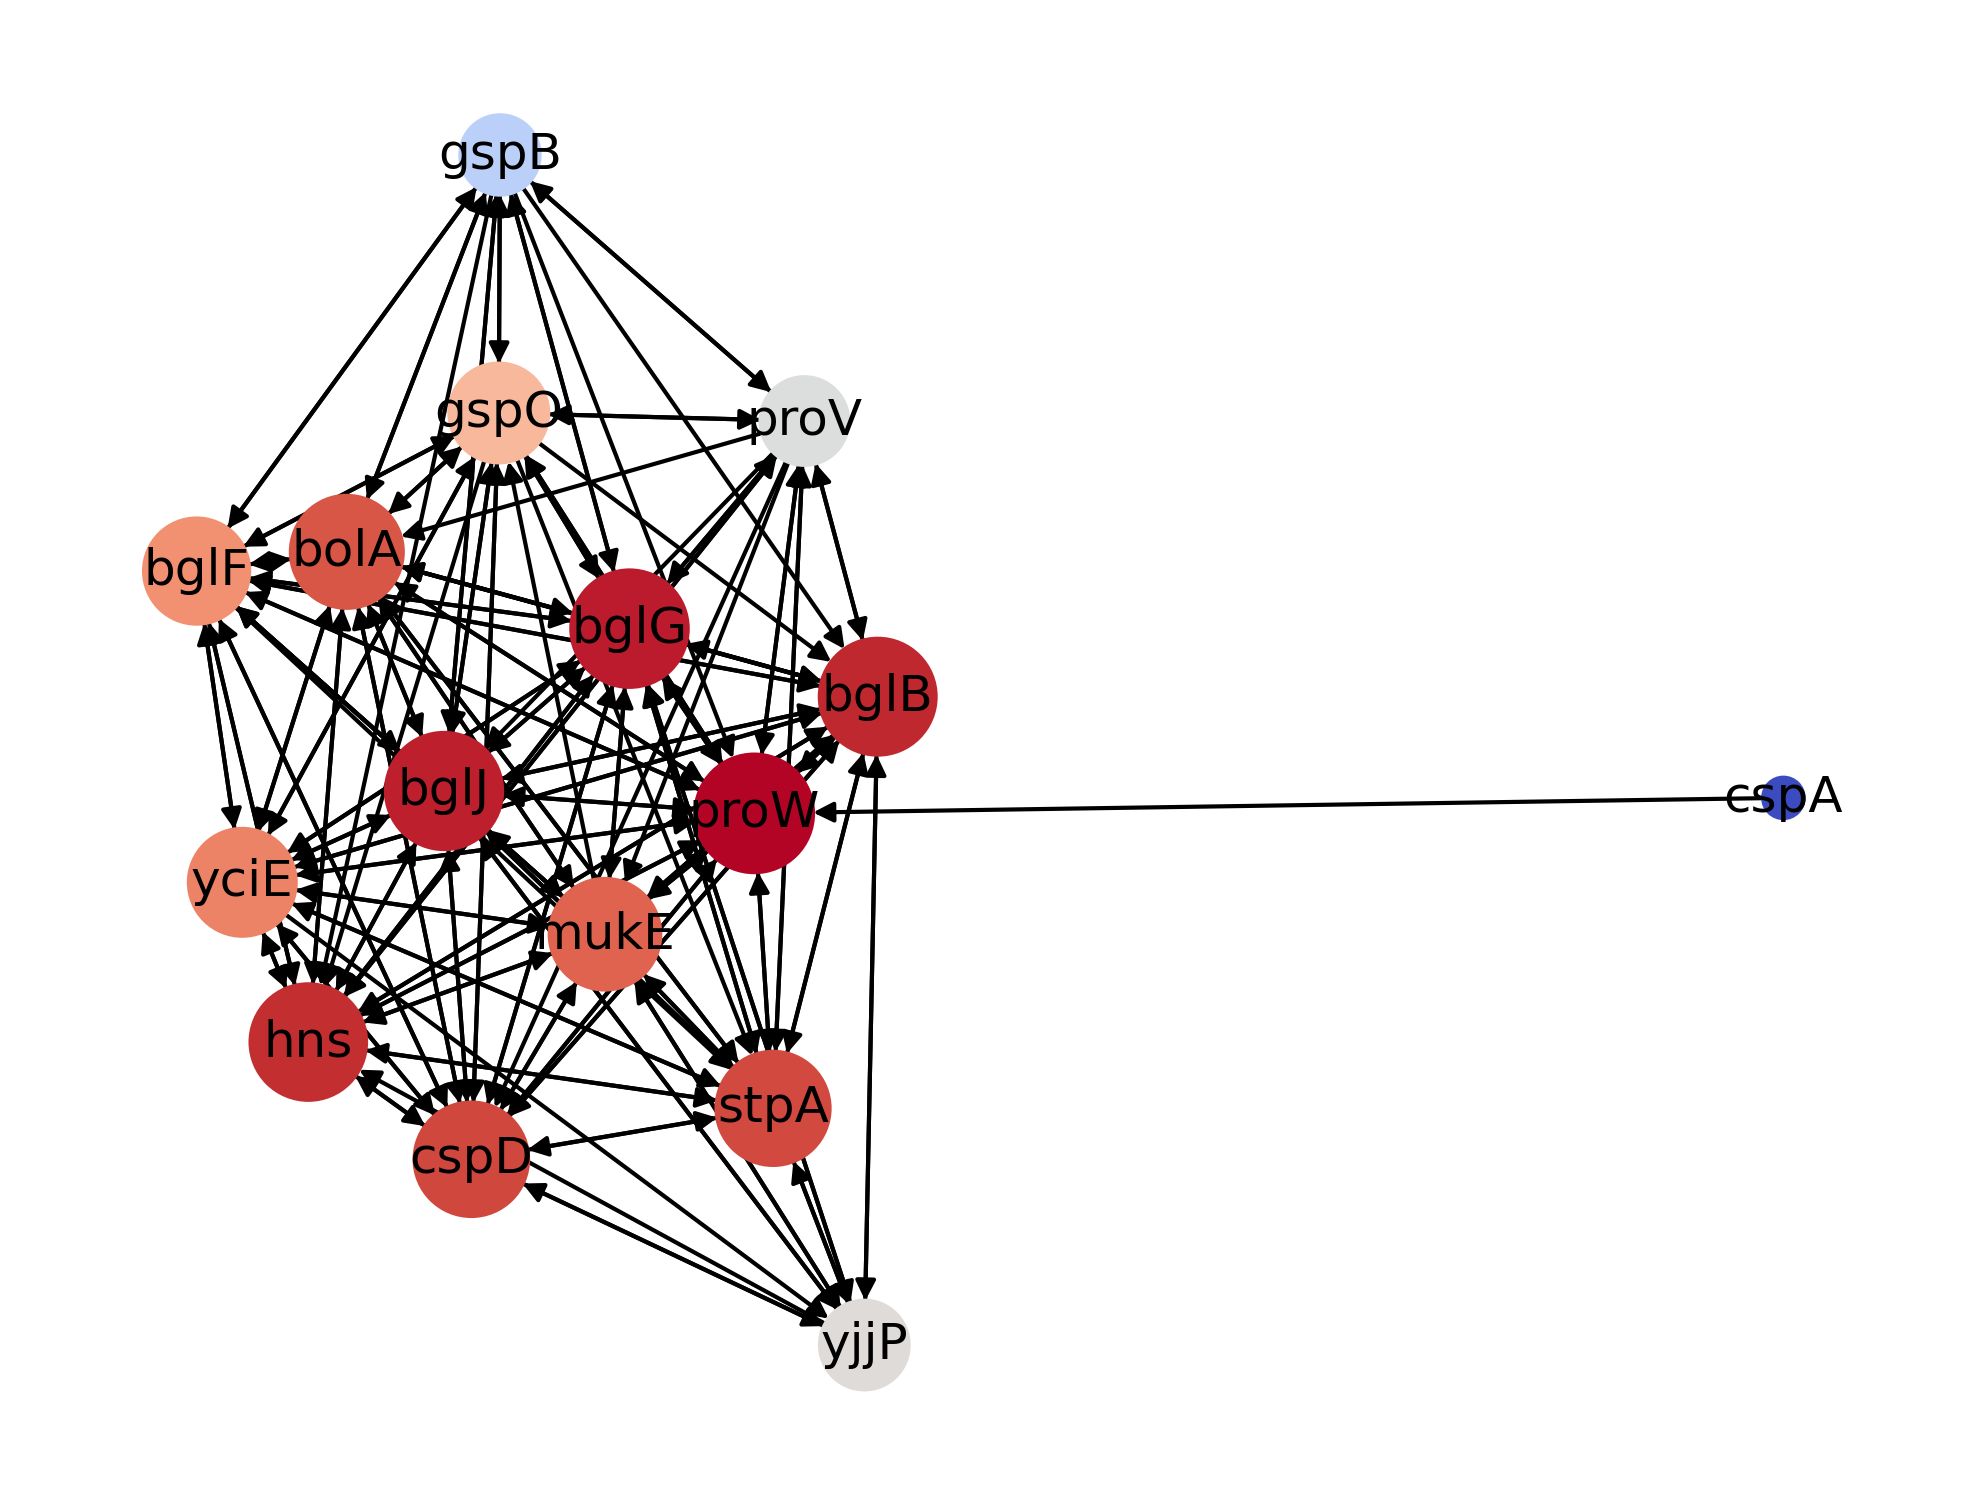 gspB
gspO
proV
bolA
bglF
bglG
bglB
bglJ
proW
cspA
yciE
mukE
hns
stpA
cspD
yjjP